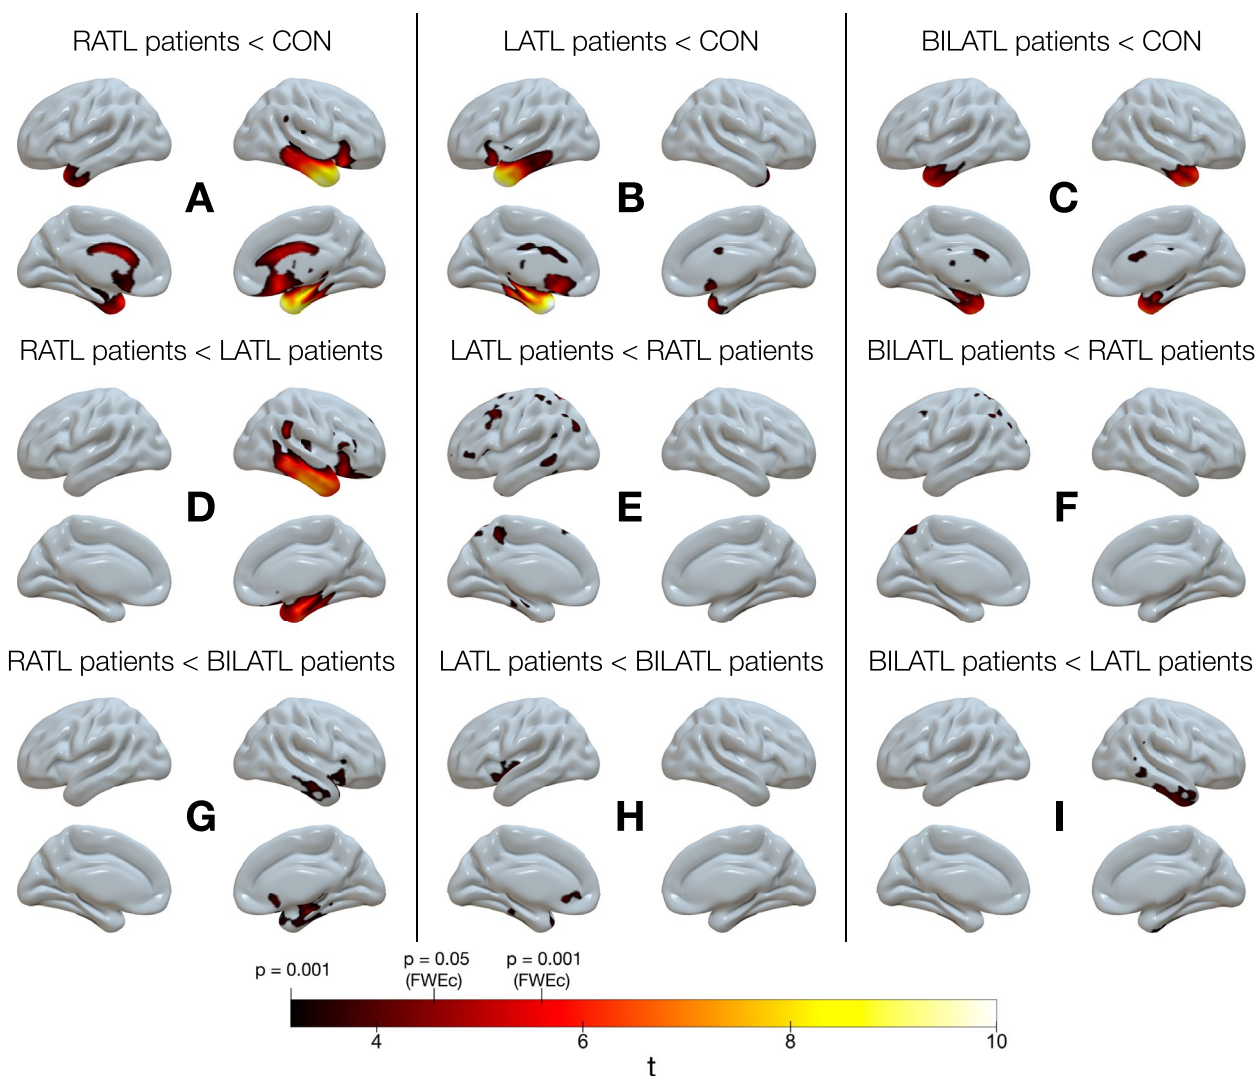 RATL patients < CON
LATL patients < CON
BILATL patients < CON
A
B
C
RATL patients < LATL patients
LATL patients < RATL patients
BILATL patients < RATL patients
D
E
F
RATL patients < BILATL patients
LATL patients < BILATL patients
BILATL patients < LATL patients
G
H
I
p = 0.001
p = 0.05
(FWEc)
p = 0.001
(FWEc)
4
6
8
10
t